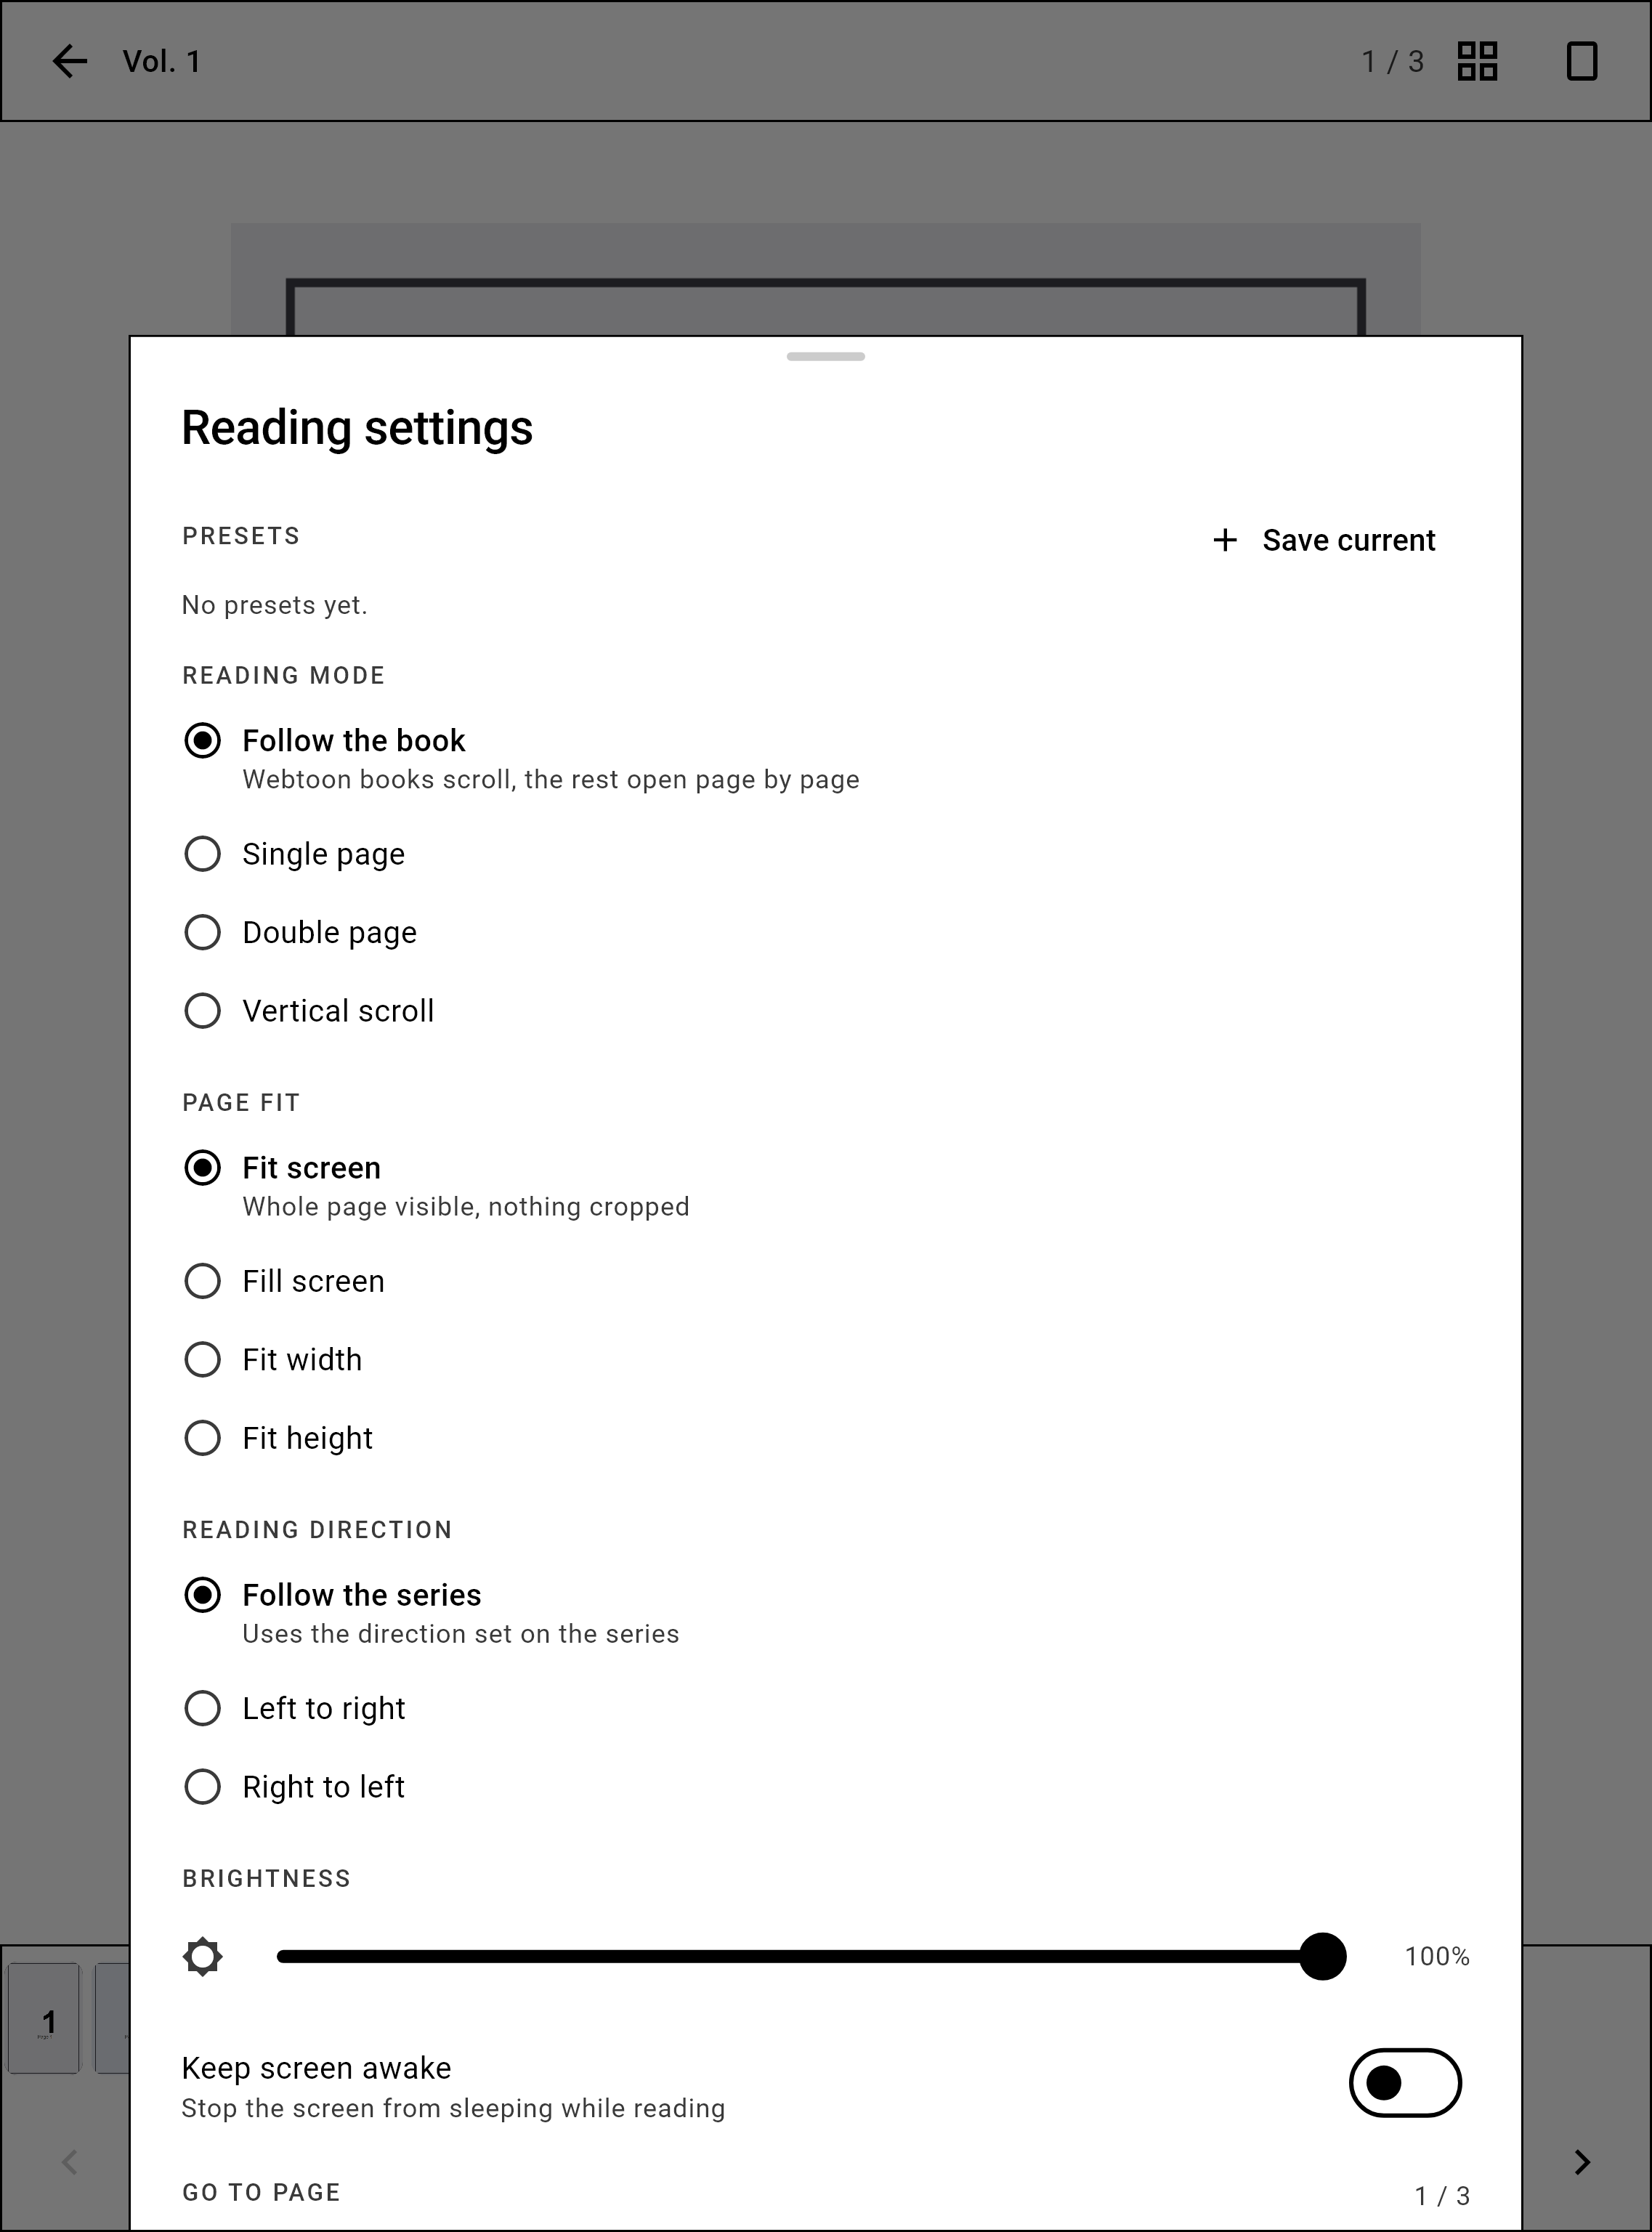 Vol. 1
1 / 3
Reading settings
PRESETS
Save current
No presets yet.
READING MODE
Follow the book
Webtoon books scroll, the rest open page by page
Single page
Double page
Vertical scroll
PAGE FIT
Fit screen
Whole page visible, nothing cropped
Fill screen
Fit width
Fit height
READING DIRECTION
Follow the series
Uses the direction set on the series
Left to right
Right to left
BRIGHTNESS
100%
1
Keep screen awake
Stop the screen from sleeping while reading
GO TO PAGE
1 / 3